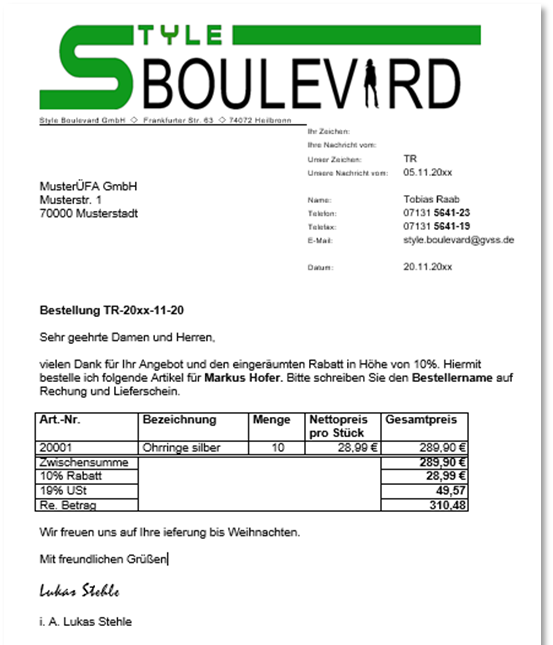 STYLE
BOULEVARD
Style Boulevard GmbH ◇ Frankfurter Str. 63 ◇ 74072 Heilbronn
Ihr Zeichen:
Ihre Nachricht vom:
Unser Zeichen: TR
Unsere Nachricht vom: 05.11.20xx
MusterÜFA GmbH
Musterstr. 1
70000 Musterstadt
Name: Tobias Raab
Telefon: 07131 5641-23
Telefax: 07131 5641-19
E-Mail: style.boulevard@gvss.de
Datum: 20.11.20xx
Bestellung TR-20xx-11-20
Sehr geehrte Damen und Herren,
vielen Dank für Ihr Angebot und den eingeräumten Rabatt in Höhe von 10%. Hiermit
bestelle ich folgende Artikel für Markus Hofer. Bitte schreiben Sie den Bestellername auf
Rechung und Lieferschein.
Art.-Nr. Bezeichnung Menge Nettopreis pro Stück Gesamtpreis
20001 Ohrringe silber 10 28,99 € 289,90 €
Zwischensumme 289,90 €
10% Rabatt 28,99 €
19% USt 49,57
Re. Betrag 310,48
Wir freuen uns auf Ihre ieferung bis Weihnachten.
Mit freundlichen Grüßen
Lukas Stehle
i. A. Lukas Stehle